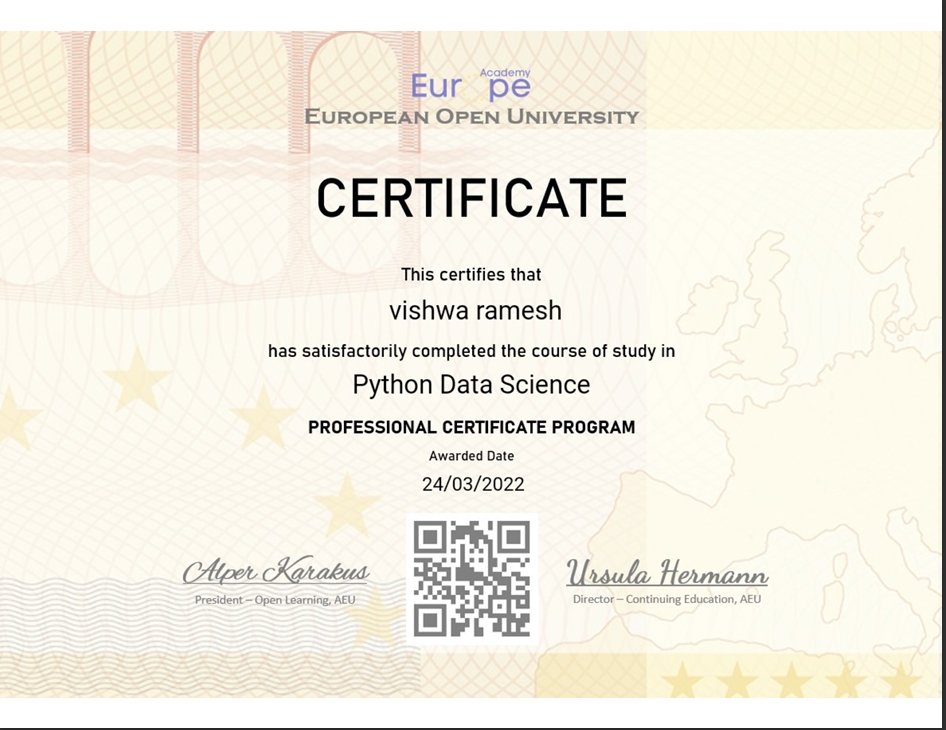 Academy
Eur pe
EUROPEAN OPEN UNIVERSITY
CERTIFICATE
This certifies that
vishwa ramesh
has satisfactorily completed the course of study in
Python Data Science
PROFESSIONAL CERTIFICATE PROGRAM
Awarded Date
24/03/2022
Alper Karakus
President – Open Learning, AEU
Ursula Hermann
Director – Continuing Education, AEU